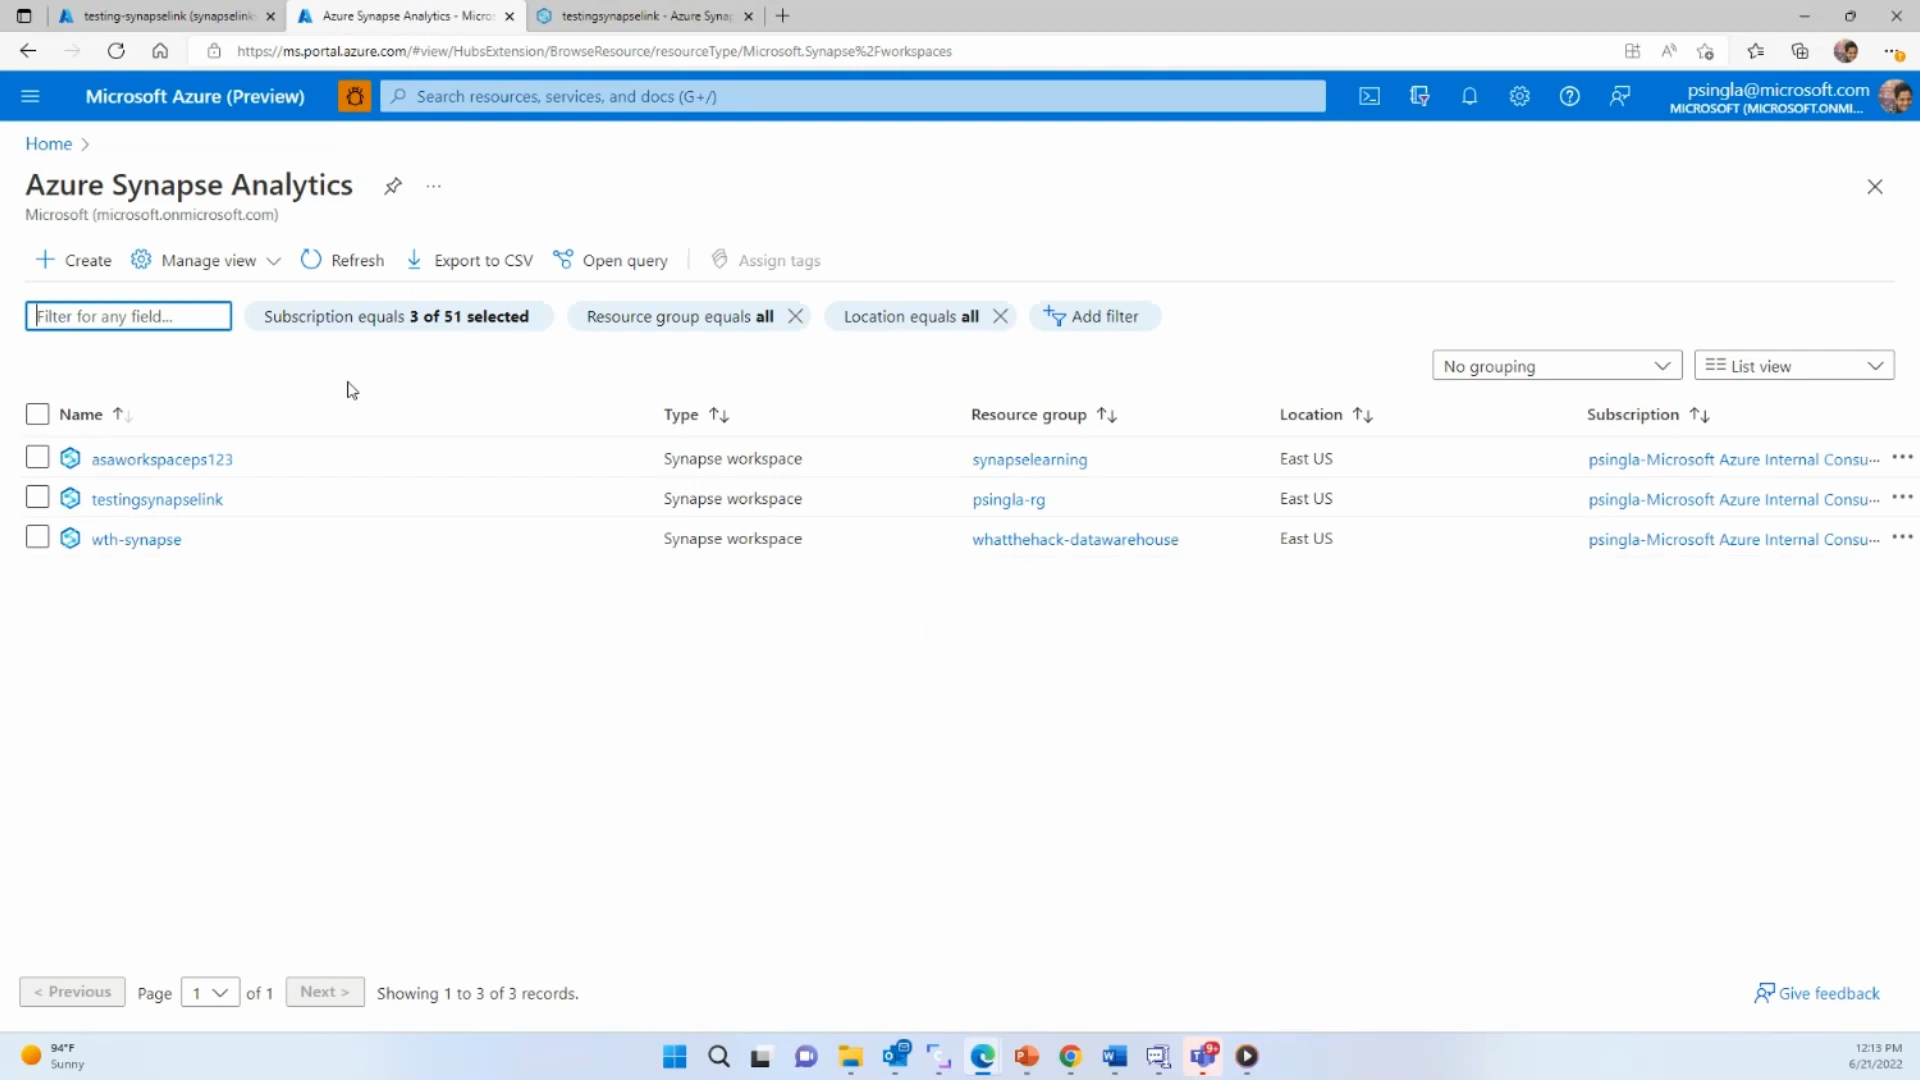 testing-synapselink (synapselink
Azure Synapse Analytics - Micros
testingsynapselink - Azure Synap
https://ms.portal.azure.com/#view/HubsExtension/BrowseResource/resourceType/Microsoft.Synapse%2Fworkspaces
Microsoft Azure (Preview)
Search resources, services, and docs (G+/)
psingla@microsoft.com
MICROSOFT (MICROSOFT.ONMI...
Home
Azure Synapse Analytics
Microsoft (microsoft.onmicrosoft.com)
Create
Manage view
Refresh
Export to CSV
Open query
Assign tags
Filter for any field...
Subscription equals 3 of 51 selected
Resource group equals all
Location equals all
Add filter
No grouping
List view
Name Type Resource group Location Subscription
asaworkspaceps123 Synapse workspace synapselearning East US psingla-Microsoft Azure Internal Consu...
testingsynapselink Synapse workspace psingla-rg East US psingla-Microsoft Azure Internal Consu...
wth-synapse Synapse workspace whatthehack-datawarehouse East US psingla-Microsoft Azure Internal Consu...
< Previous Page 1 of 1 Next > Showing 1 to 3 of 3 records.
Give feedback
94°F
Sunny
9+
12:13 PM
6/21/2022